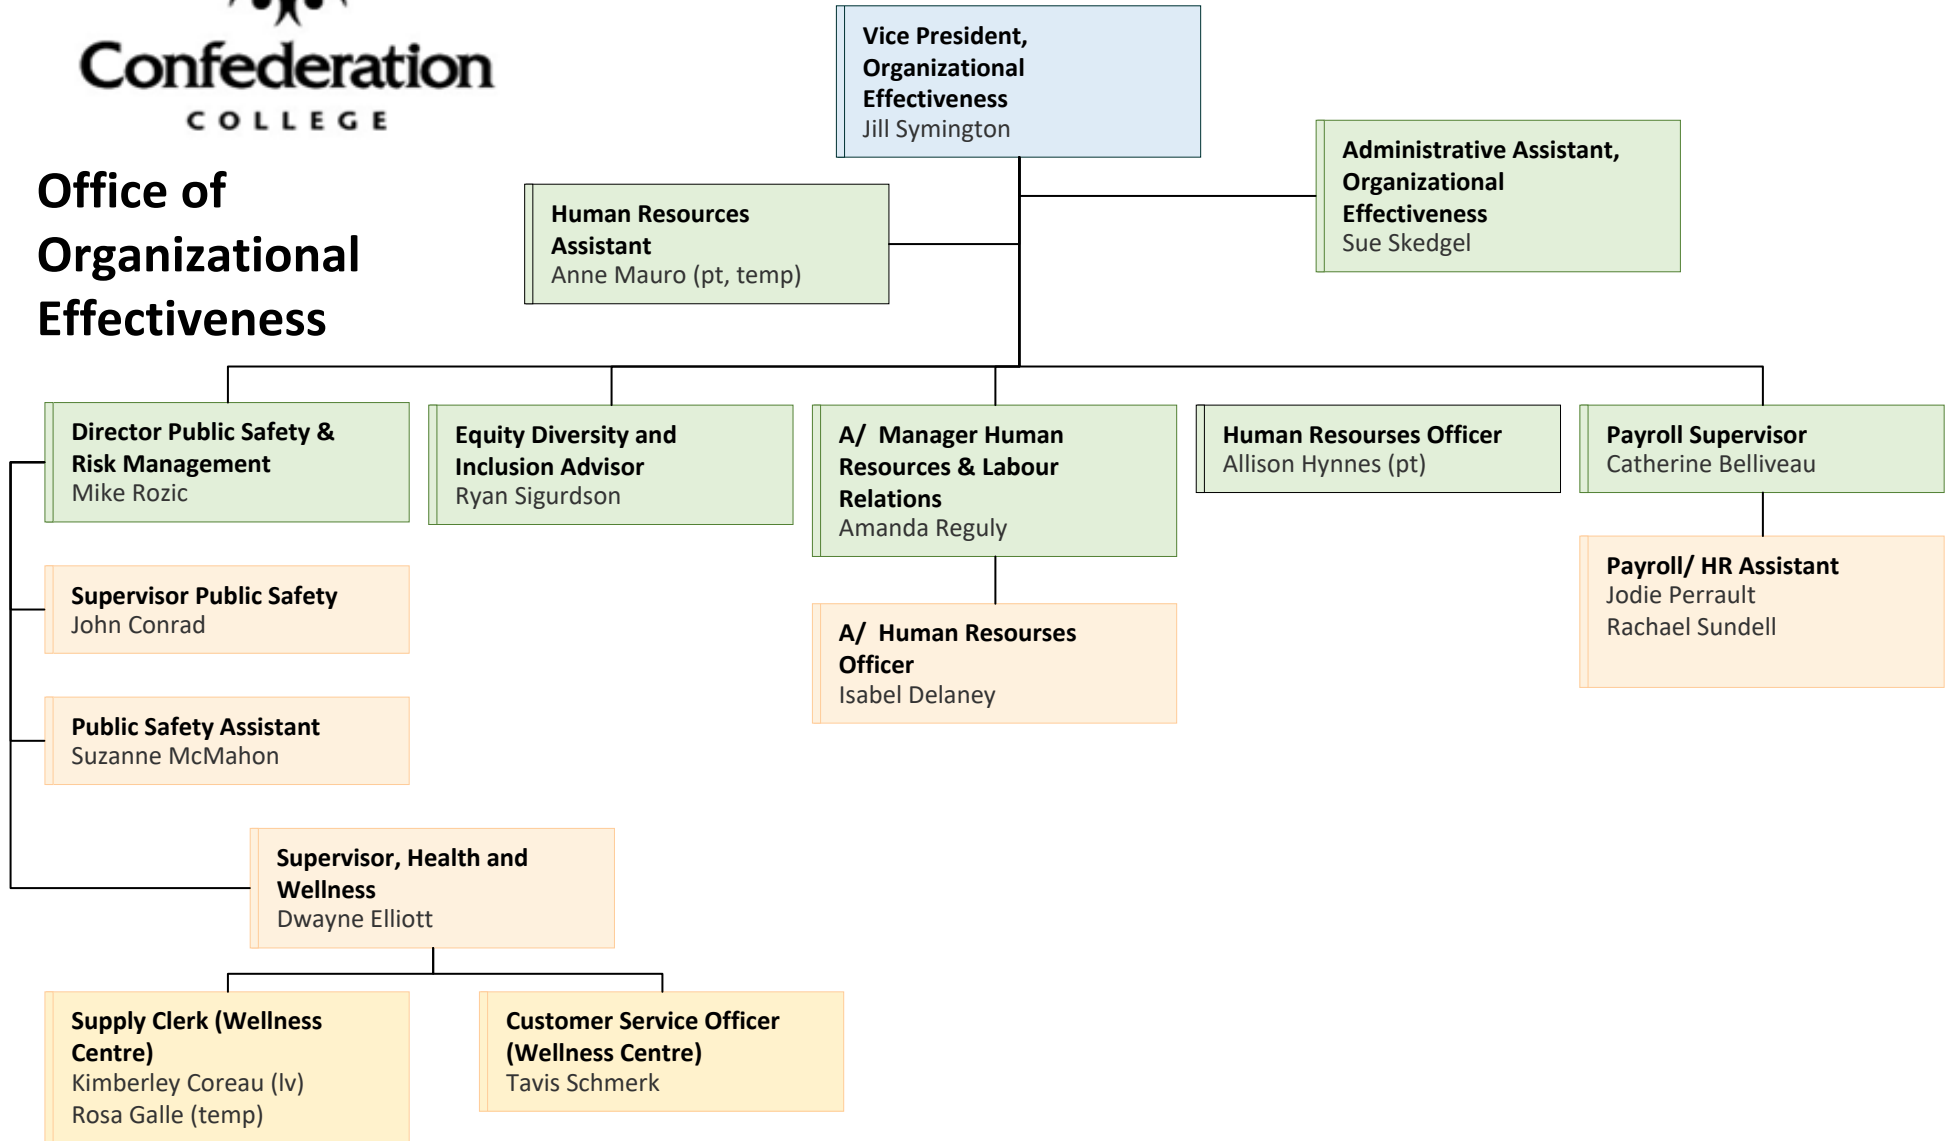 Confederation
COLLEGE
Office of
Organizational
Effectiveness
Vice President,
Organizational
Effectiveness
Jill Symington
Administrative Assistant,
Organizational
Effectiveness
Sue Skedgel
Human Resources
Assistant
Anne Mauro (pt, temp)
Director Public Safety &
Risk Management
Mike Rozic
Equity Diversity and
Inclusion Advisor
Ryan Sigurdson
A/ Manager Human
Resources & Labour
Relations
Amanda Reguly
Human Resourses Officer
Allison Hynnes (pt)
Payroll Supervisor
Catherine Belliveau
Supervisor Public Safety
John Conrad
A/ Human Resourses
Officer
Isabel Delaney
Payroll/ HR Assistant
Jodie Perrault
Rachael Sundell
Public Safety Assistant
Suzanne McMahon
Supervisor, Health and
Wellness
Dwayne Elliott
Supply Clerk (Wellness
Centre)
Kimberley Coreau (lv)
Rosa Galle (temp)
Customer Service Officer
(Wellness Centre)
Tavis Schmerk